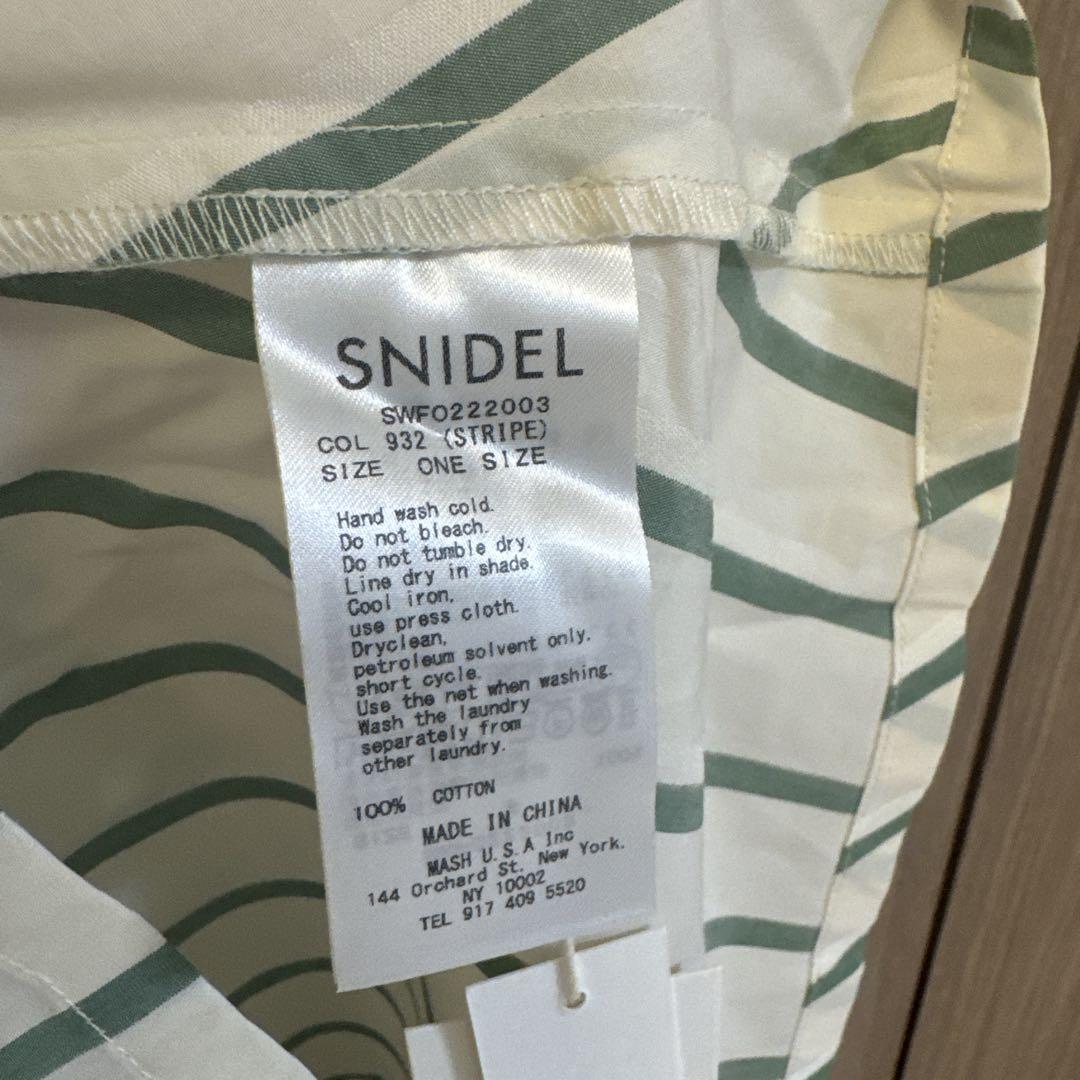 SNIDEL
SWFO222003
COL 932 (STRIPE)
SIZE ONE SIZE
Hand wash cold.
Do not bleach.
Do not tumble dry.
Line dry in shade.
Cool iron,
use press cloth.
Dryclean,
petroleum solvent only.
short cycle.
Use the net when washing.
Wash the laundry
separately from
other laundry.
100% COTTON
MADE IN CHINA
MASH U.S.A Inc
144 Orchard St. New York.
NY 10002
TEL 917 409 5520